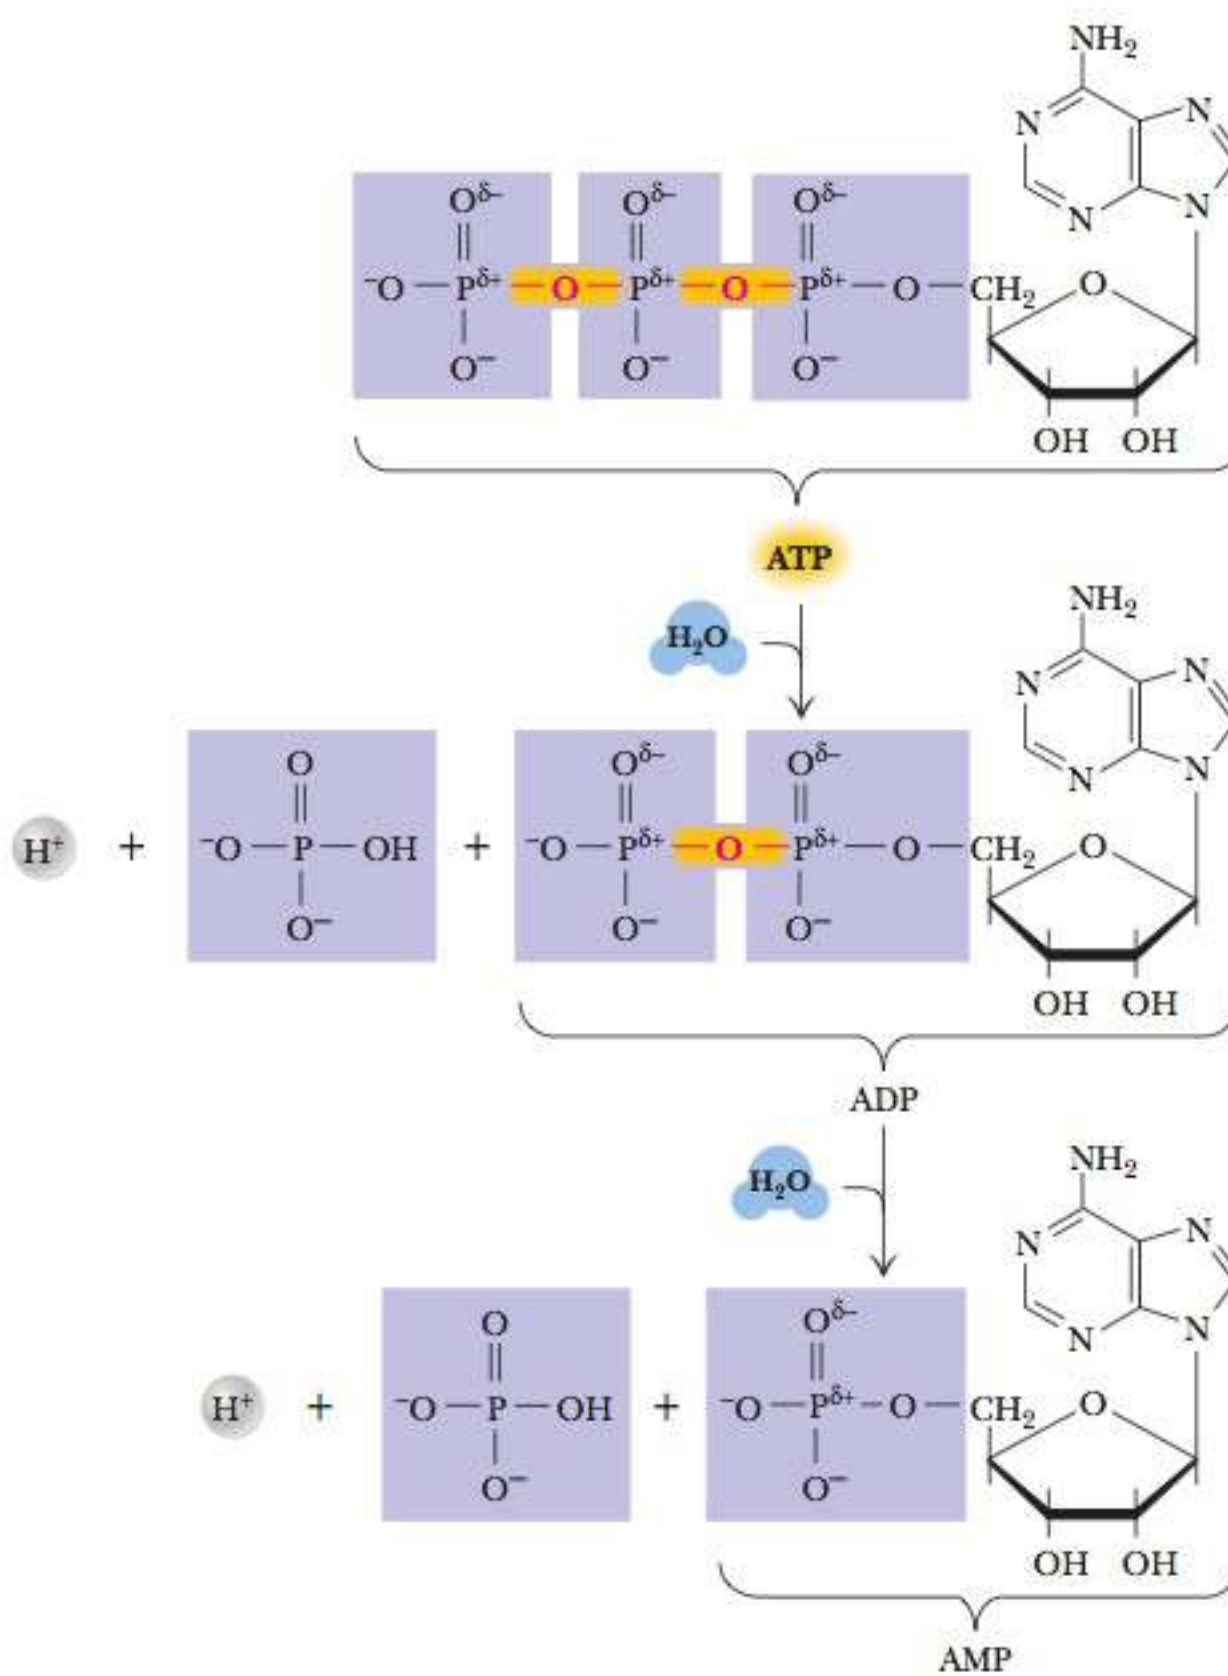 NH₂
N N
N N
Oδ– Oδ– Oδ–
⁻O Pδ+ O Pδ+ O Pδ+ O CH₂ O
O⁻ O⁻ O⁻
OH OH
ATP
H₂O
NH₂
N N
N N
O Oδ– Oδ–
H⁺ + ⁻O P OH + ⁻O Pδ+ O Pδ+ O CH₂ O
O⁻ O⁻ O⁻
OH OH
ADP
H₂O
NH₂
N N
N N
O Oδ–
H⁺ + ⁻O P OH + ⁻O Pδ+ O CH₂ O
O⁻ O⁻
OH OH
AMP